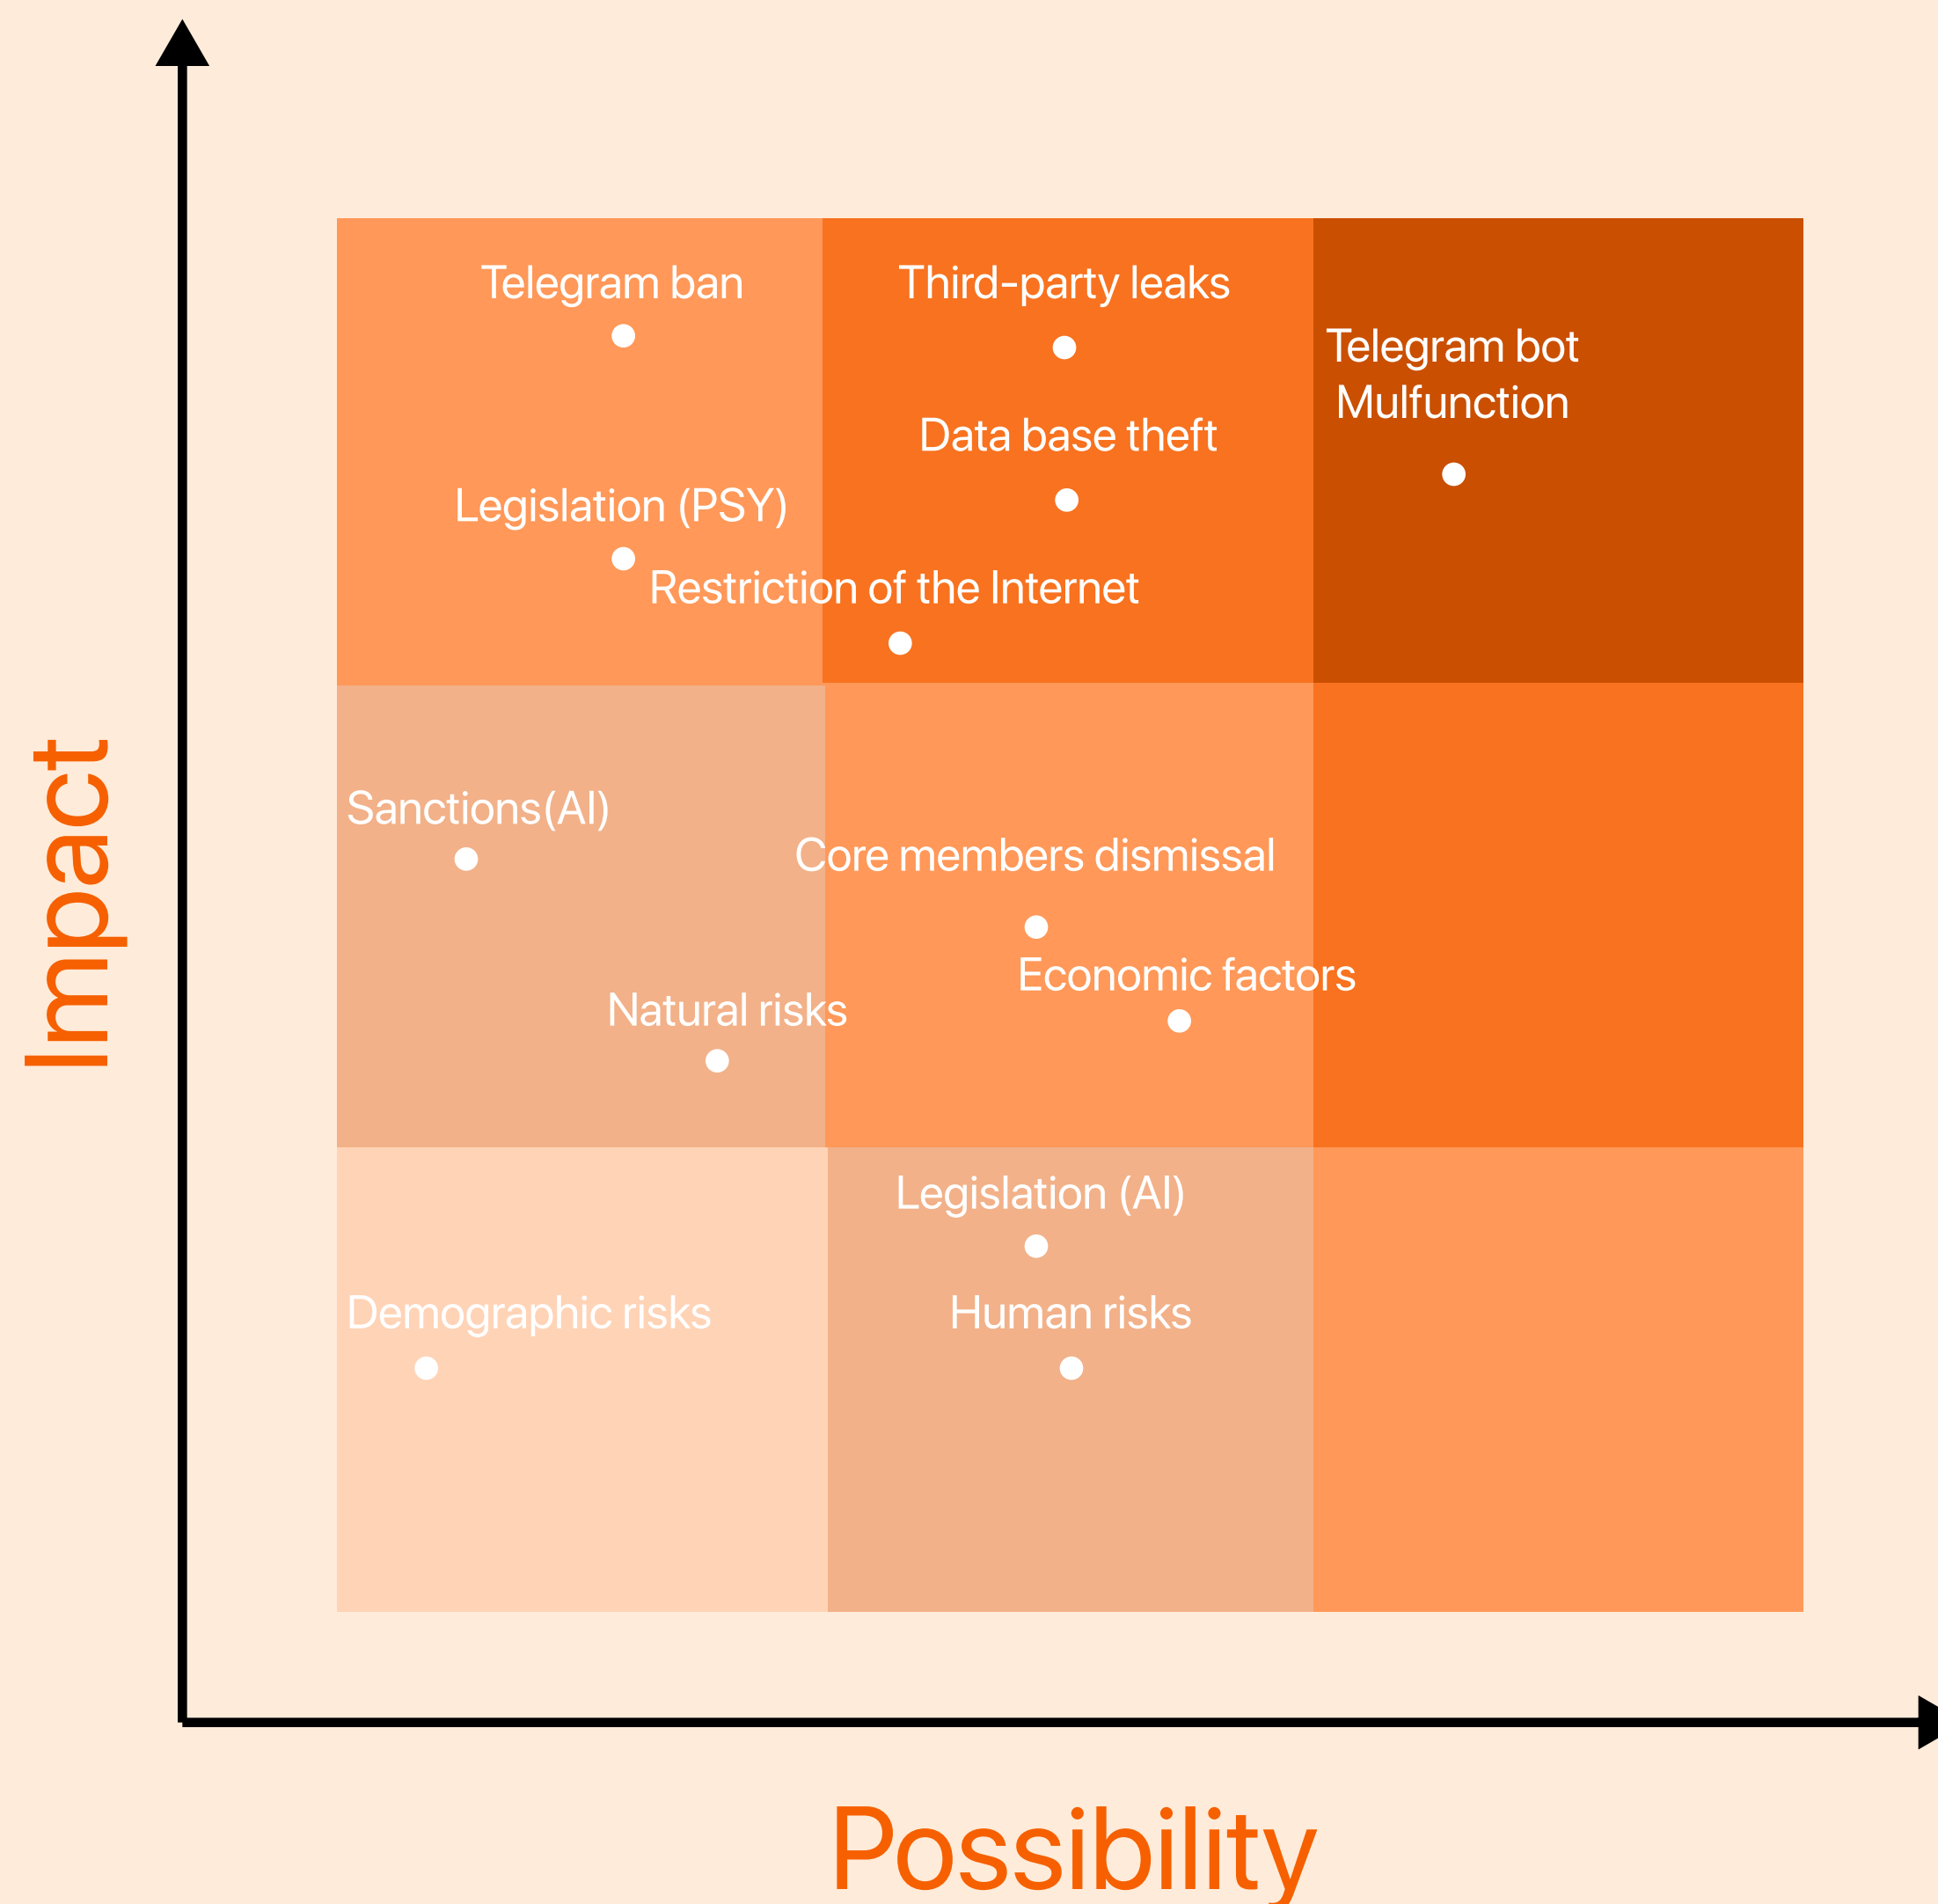 Telegram ban
Third-party leaks
Telegram bot
Mulfunction
Data base theft
Legislation (PSY)
Restriction of the Internet
Sanctions(AI)
Core members dismissal
Economic factors
Natural risks
Legislation (AI)
Demographic risks
Human risks
Impact
Possibility